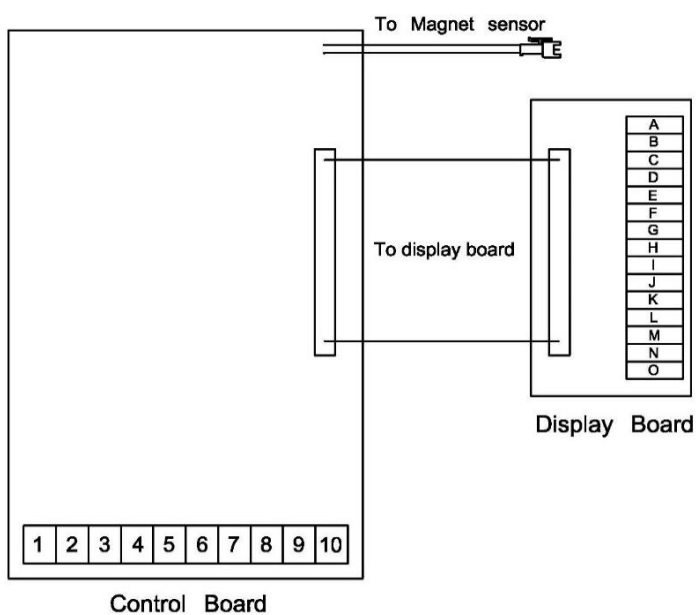 To Magnet sensor
A
B
C
D
E
F
G
H
I
J
K
L
M
N
O
To display board
Display Board
1 2 3 4 5 6 7 8 9 10
Control Board